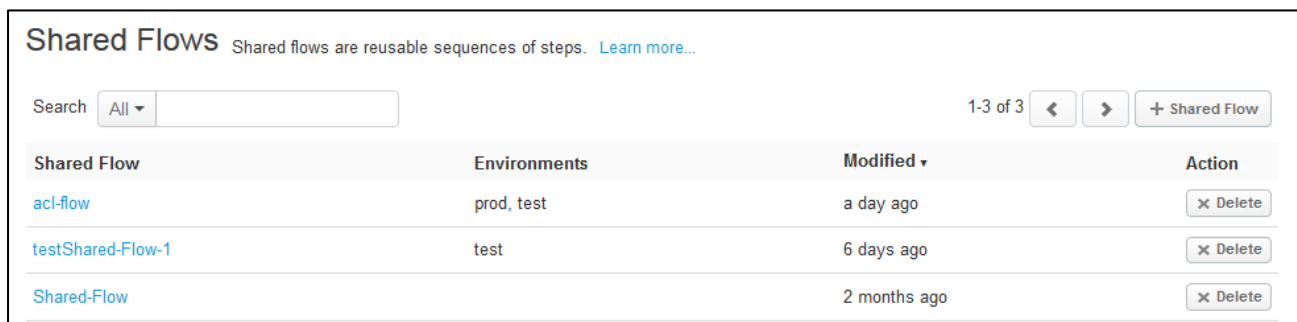 Shared Flows Shared flows are reusable sequences of steps. Learn more...
Search All 1-3 of 3 + Shared Flow
Shared Flow Environments Modified Action
acl-flow prod, test a day ago × Delete
testShared-Flow-1 test 6 days ago × Delete
Shared-Flow 2 months ago × Delete